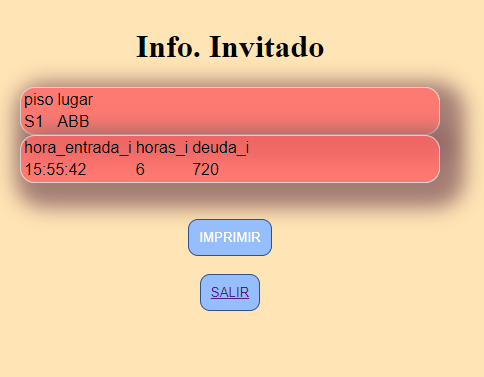 Info. Invitado
piso lugar
S1 ABB
hora_entrada_i horas_i deuda_i
15:55:42 6 720
IMPRIMIR
SALIR